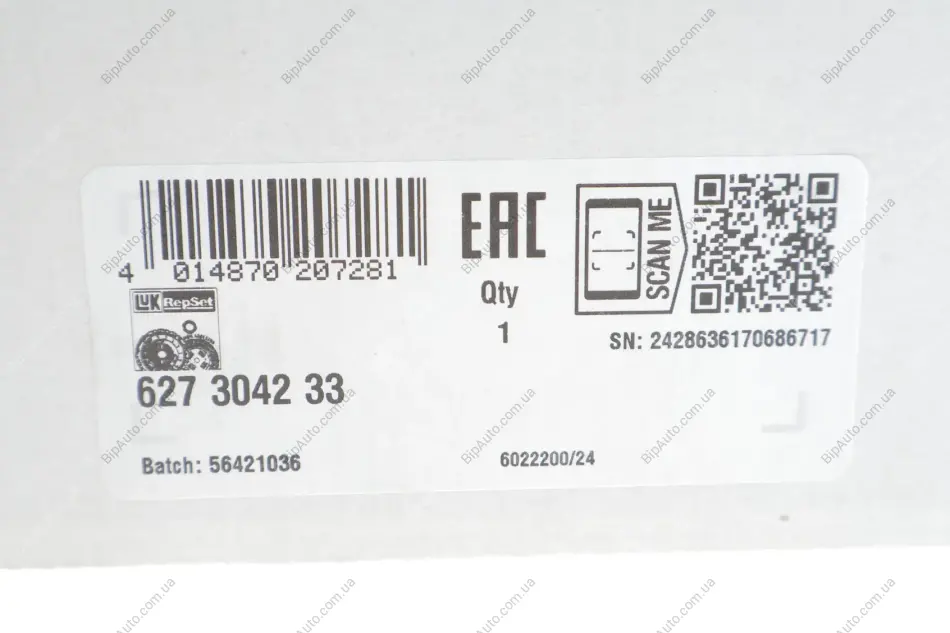 4 014870 207281
EAC
SCAN ME
Qty
1
SN: 2428636170686717
LUK RepSet
627 3042 33
Batch: 56421036
6022200/24
BipAuto.com.ua